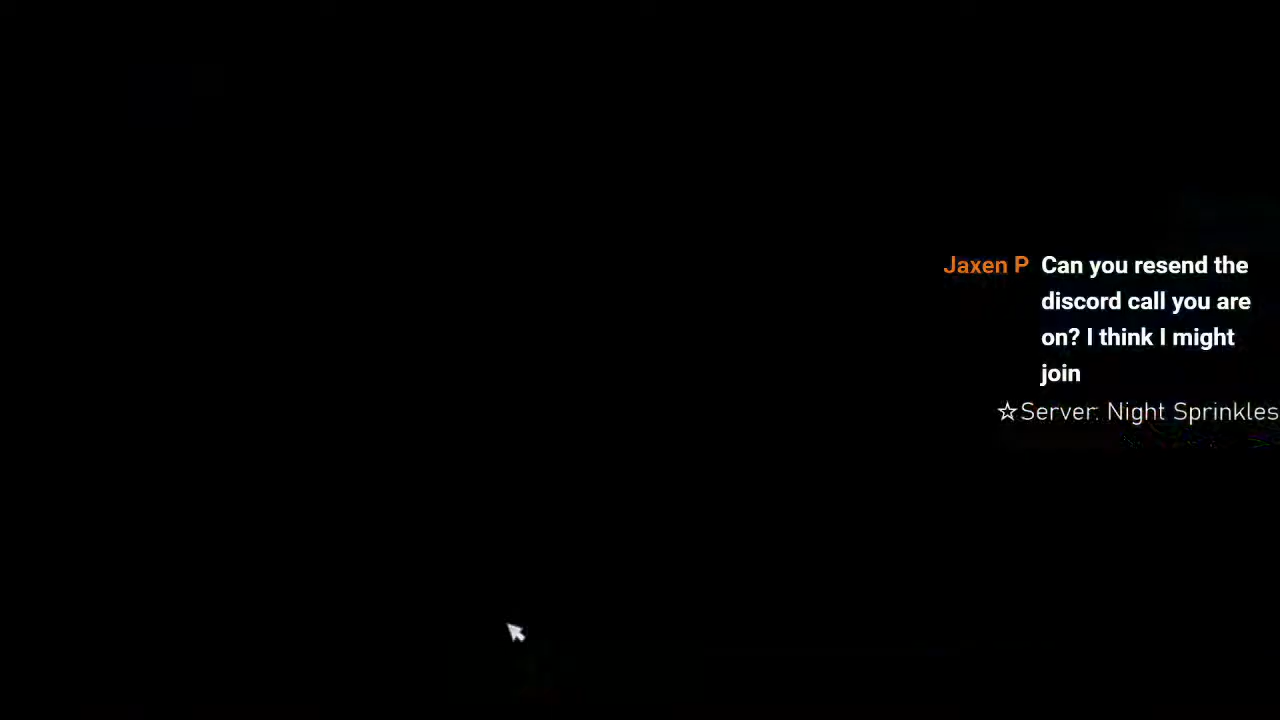 Jaxen P Can you resend the
discord call you are
on? I think I might
join
☆Server: Night Sprinkles